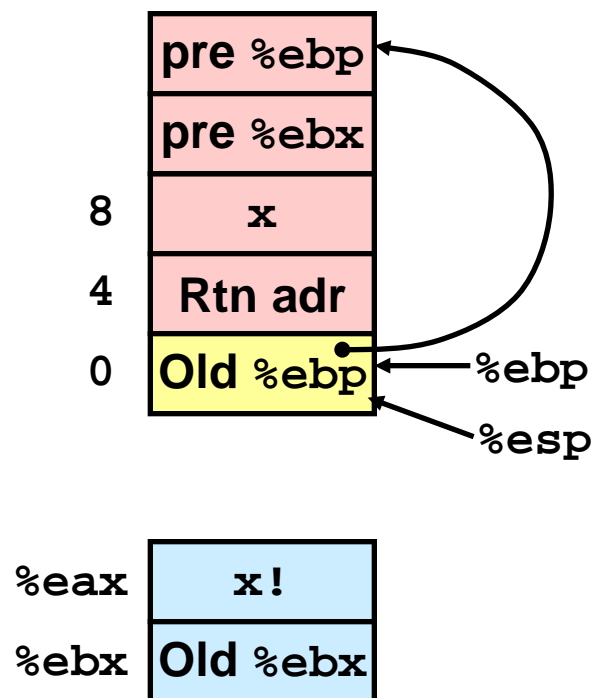 pre %ebp
pre %ebx
8 x
4 Rtn adr
0 Old %ebp %ebp
%esp
%eax x!
%ebx Old %ebx